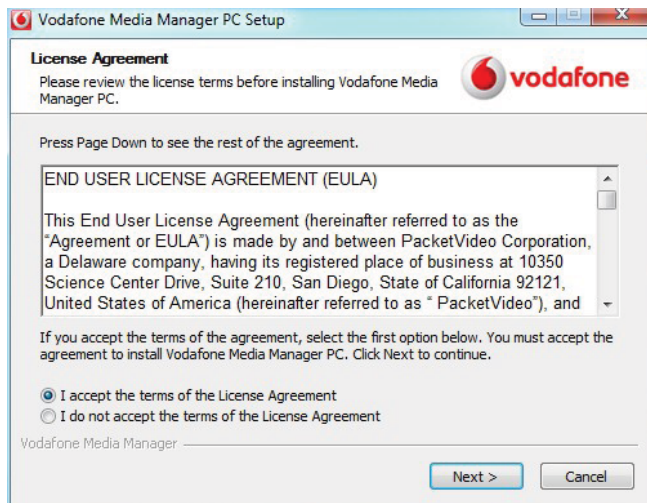 Vodafone Media Manager PC Setup
License Agreement
Please review the license terms before installing Vodafone Media
Manager PC.
vodafone
Press Page Down to see the rest of the agreement.
END USER LICENSE AGREEMENT (EULA)
This End User License Agreement (hereinafter referred to as the
“Agreement or EULA”) is made by and between PacketVideo Corporation,
a Delaware company, having its registered place of business at 10350
Science Center Drive, Suite 210, San Diego, State of California 92121,
United States of America (hereinafter referred to as “ PacketVideo”), and
If you accept the terms of the agreement, select the first option below. You must accept the
agreement to install Vodafone Media Manager PC. Click Next to continue.
I accept the terms of the License Agreement
I do not accept the terms of the License Agreement
Vodafone Media Manager
Next >
Cancel